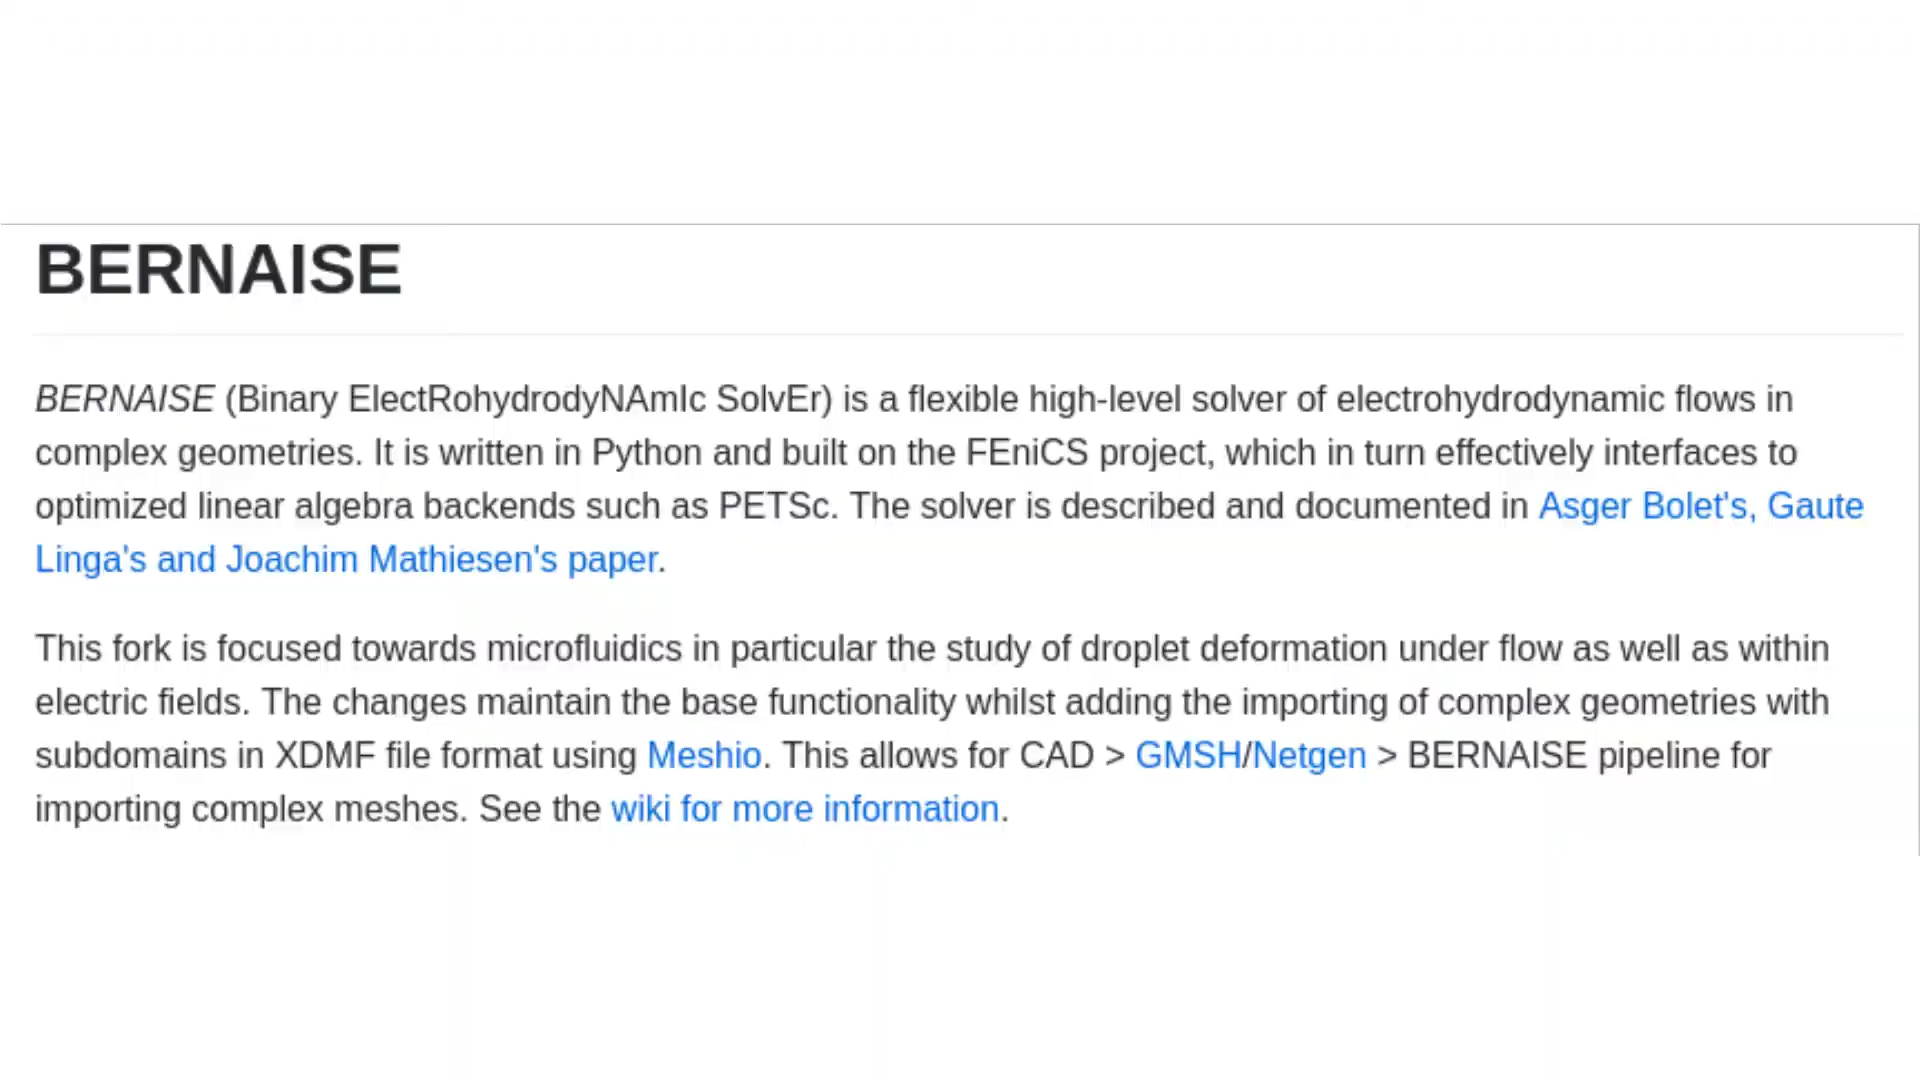 BERNAISE
BERNAISE (Binary ElectRohydrodyNAmIc SolvEr) is a flexible high-level solver of electrohydrodynamic flows in
complex geometries. It is written in Python and built on the FEniCS project, which in turn effectively interfaces to
optimized linear algebra backends such as PETSc. The solver is described and documented in Asger Bolet's, Gaute
Linga's and Joachim Mathiesen's paper.
This fork is focused towards microfluidics in particular the study of droplet deformation under flow as well as within
electric fields. The changes maintain the base functionality whilst adding the importing of complex geometries with
subdomains in XDMF file format using Meshio. This allows for CAD > GMSH/Netgen > BERNAISE pipeline for
importing complex meshes. See the wiki for more information.